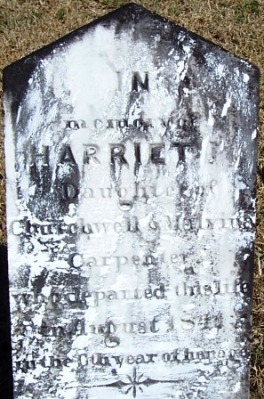 IN
memory of
HARRIET
Daughter of
Churchwell &
Carpenter
who departed this life
August
in the year of her age